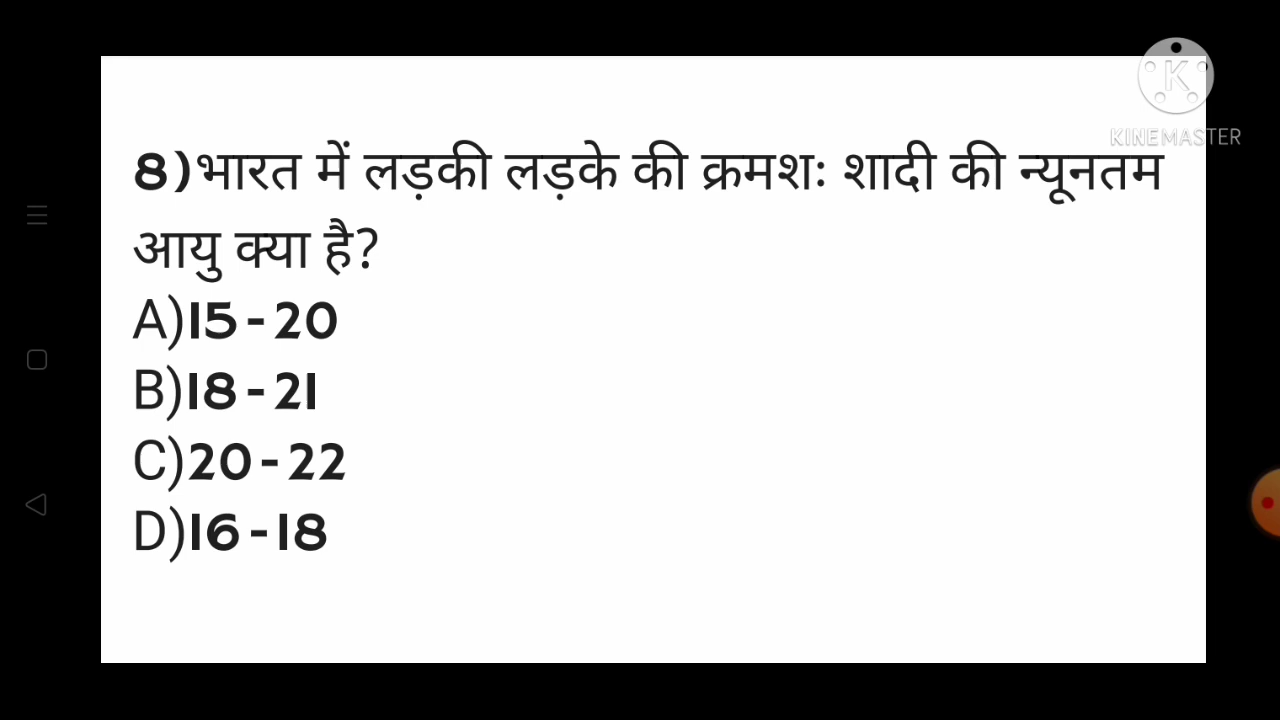 8)भारत में लड़की लड़के की क्रमशः शादी की न्यूनतम
आयु क्या है?
A)15-20
B)18-21
C)20-22
D)16-18
K
KINEMASTER